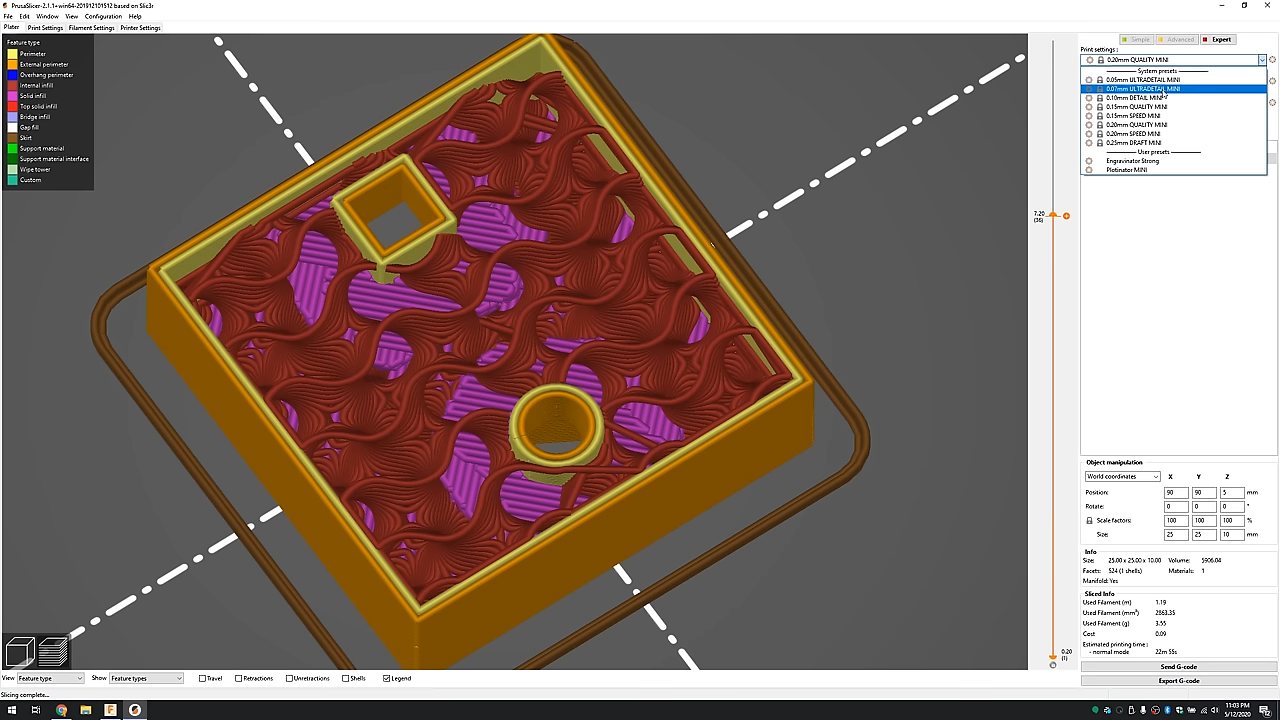 PrusaSlicer-2.1.1+win64-201912101512 based on Slic3r
File Edit Window View Configuration Help
Plater Print Settings Filament Settings Printer Settings
Feature type
Perimeter
External perimeter
Overhang perimeter
Internal infill
Solid infill
Top solid infill
Bridge infill
Gap fill
Skirt
Support material
Support material interface
Wipe tower
Custom
7.20
(36)
0.20
(1)
Simple Advanced Expert
Print settings :
0.20mm QUALITY MINI
System presets
0.05mm ULTRADETAIL MINI
0.07mm ULTRADETAIL MINI
0.10mm DETAIL MINI
0.15mm QUALITY MINI
0.15mm SPEED MINI
0.20mm QUALITY MINI
0.20mm SPEED MINI
0.25mm DRAFT MINI
User presets
Engravinator Strong
Plotinator MINI
Object manipulation
World coordinates X Y Z
Position: 90 90 5 mm
Rotate: 0 0 0 °
Scale factors: 100 100 100 %
Size: 25 25 10 mm
Info
Size: 25.00 x 25.00 x 10.00 Volume: 5906.04
Facets: 524 (1 shells) Materials: 1
Manifold: Yes
Sliced Info
Used Filament (m) 1.19
Used Filament (mm³) 2863.35
Used Filament (g) 3.55
Cost 0.09
Estimated printing time :
- normal mode 22m 55s
Send G-code
Export G-code
View Feature type Show Feature types Travel Retractions Unretractions Shells Legend
Slicing complete...
11:03 PM
5/12/2020